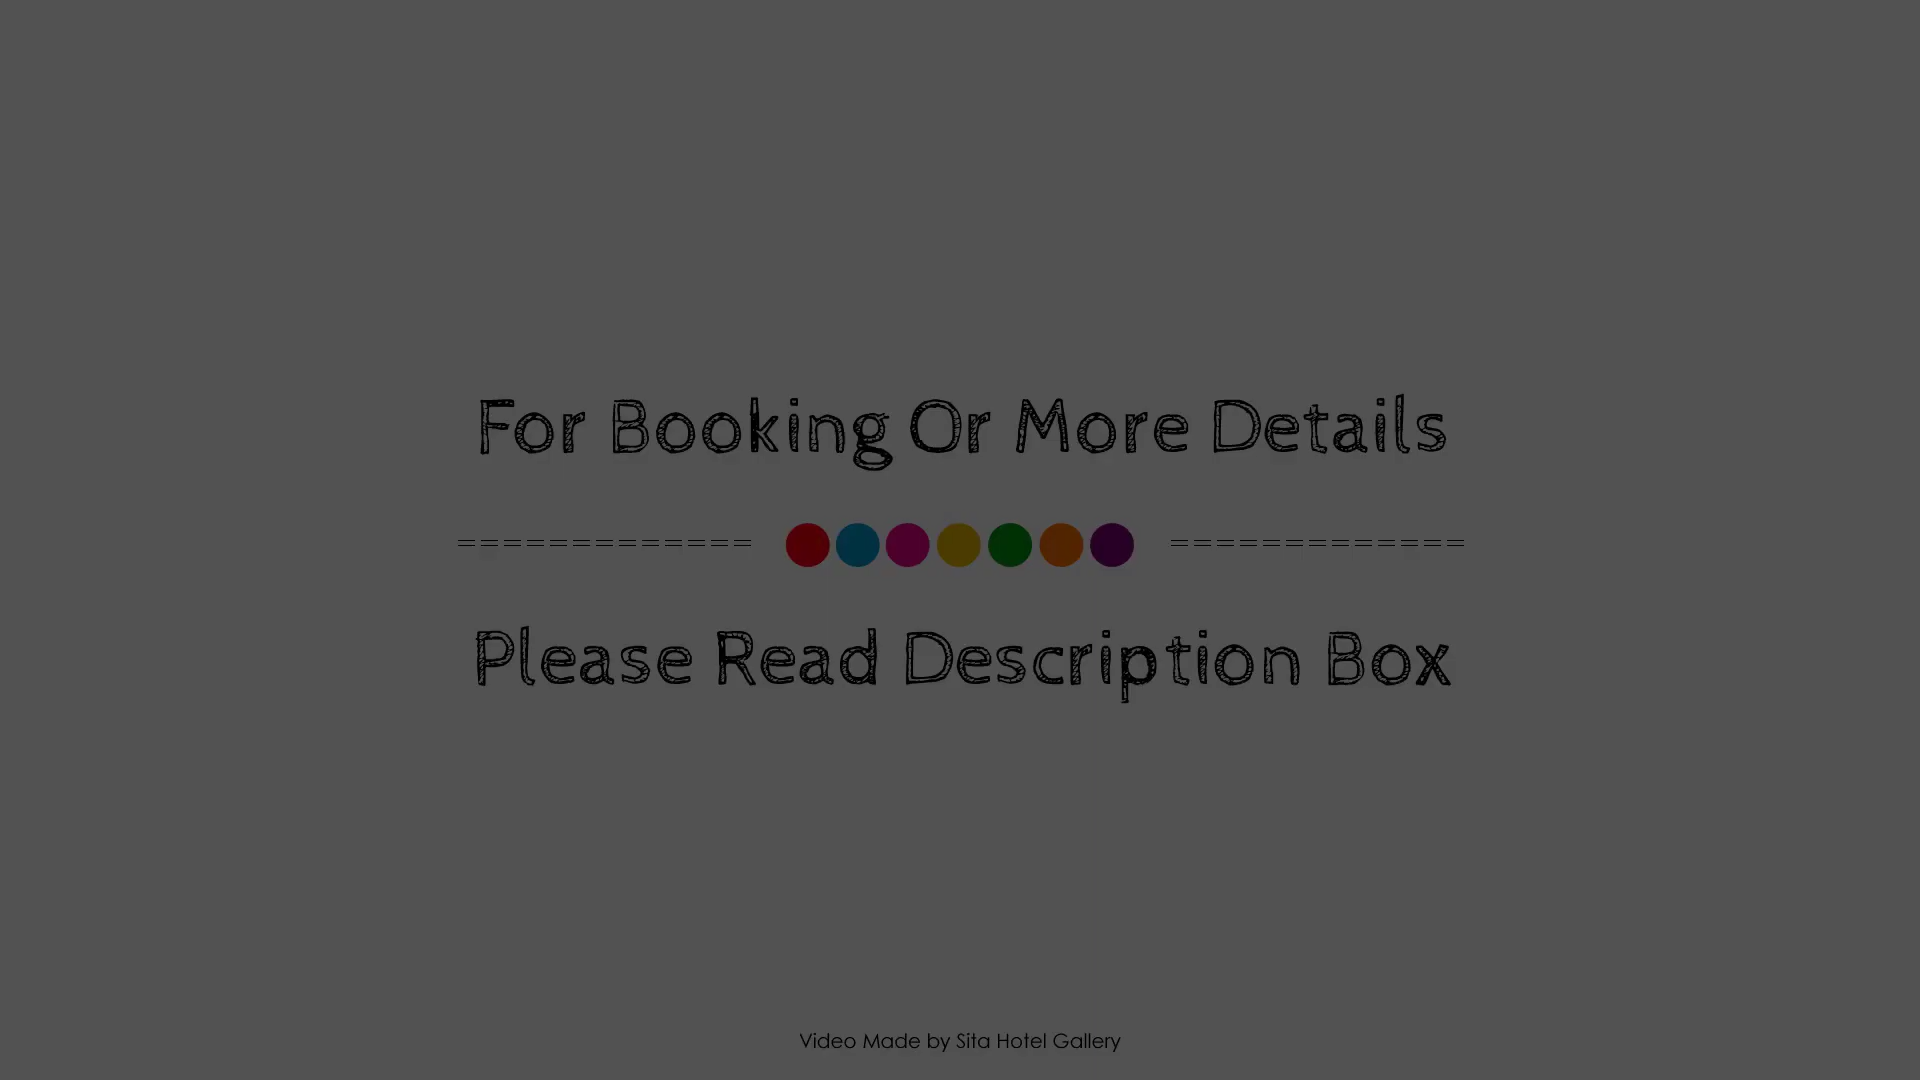 For Booking Or More Details
============= =============
Please Read Description Box
Video Made by Sita Hotel Gallery